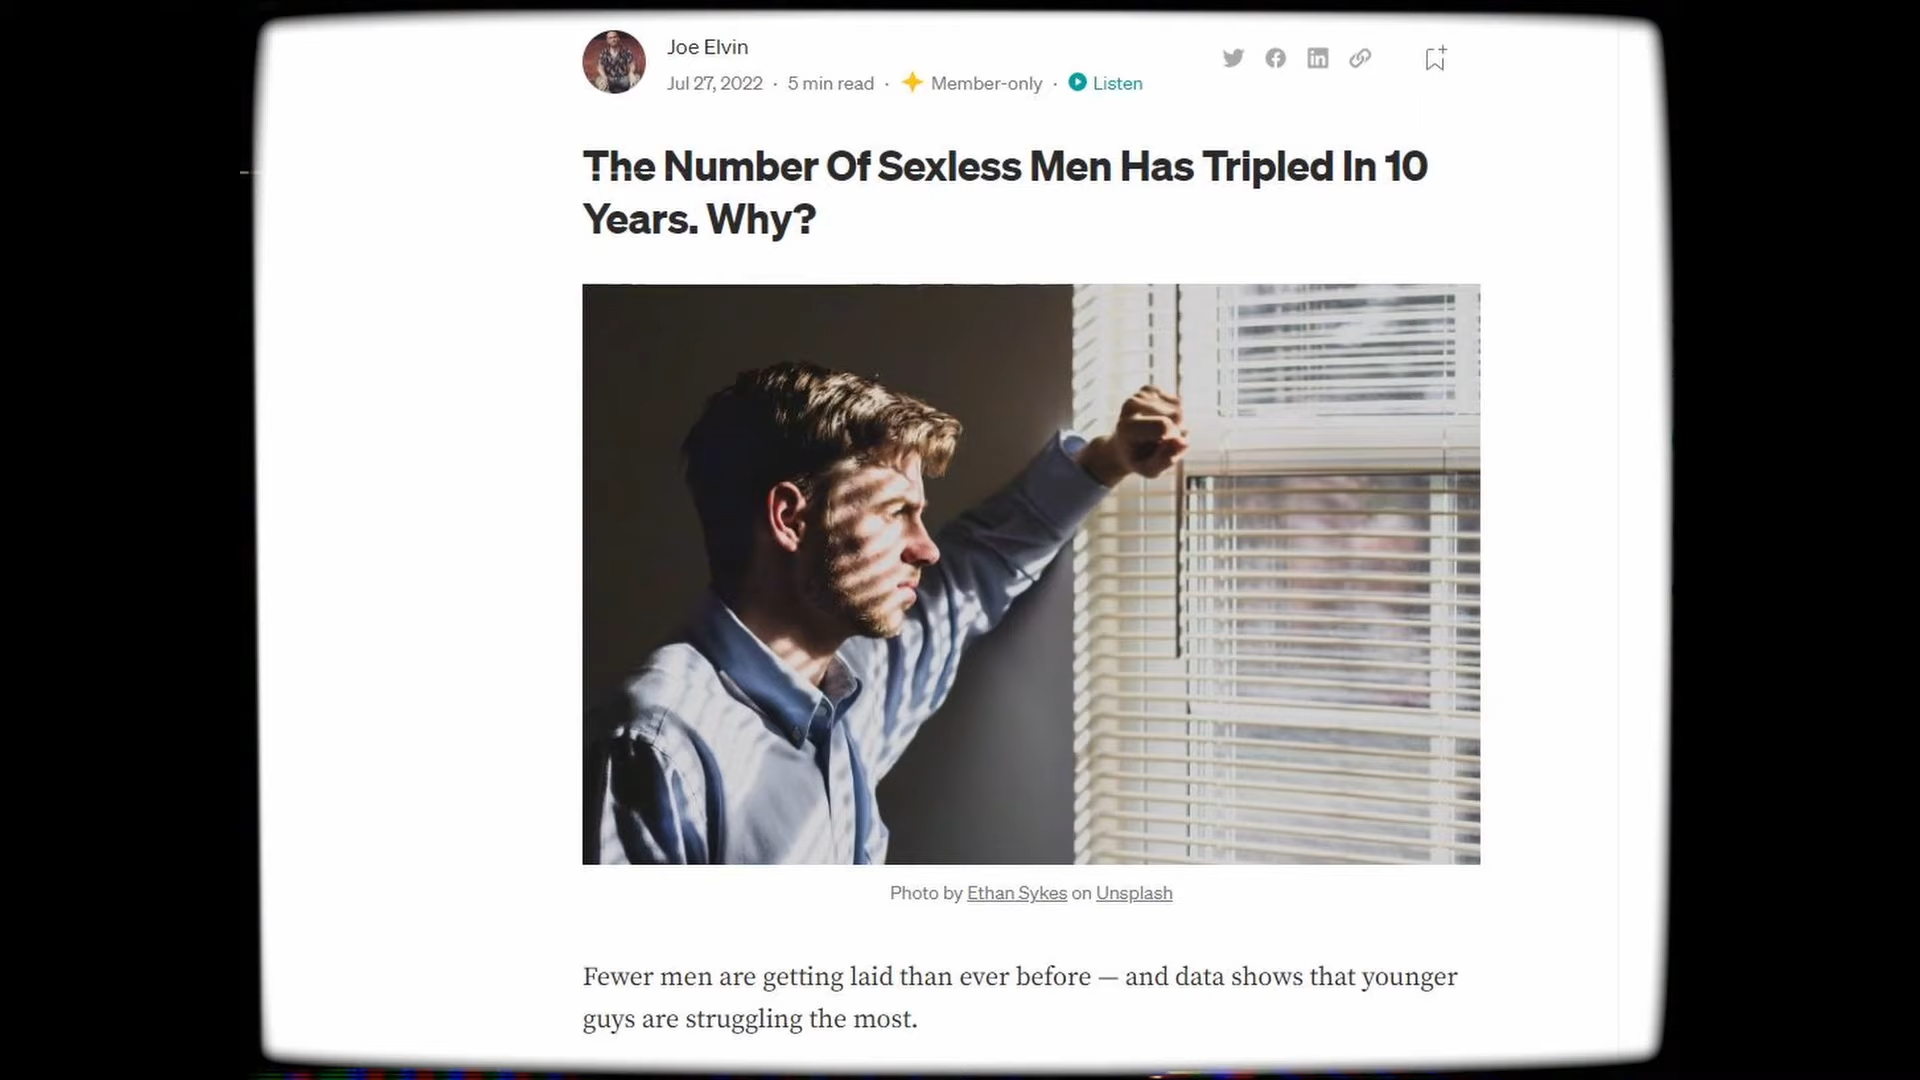 Joe Elvin
Jul 27, 2022 · 5 min read · Member-only · Listen
The Number Of Sexless Men Has Tripled In 10
Years. Why?
Photo by Ethan Sykes on Unsplash
Fewer men are getting laid than ever before — and data shows that younger
guys are struggling the most.